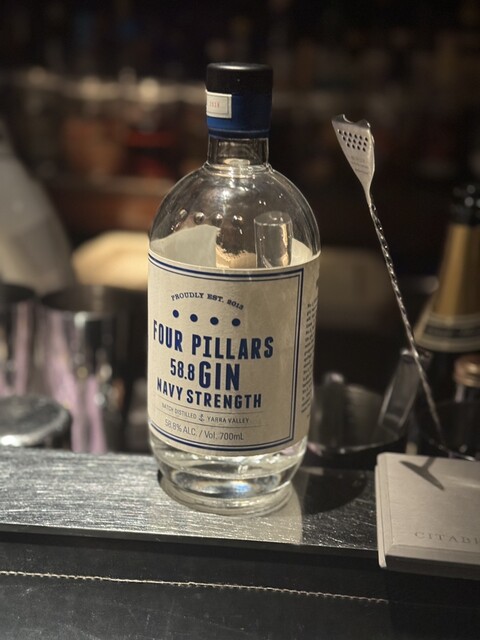 PROUDLY EST. 2013
FOUR PILLARS
58.8 GIN
NAVY STRENGTH
BATCH DISTILLED YARRA VALLEY
58.8% ALC. / Vol. 700mL